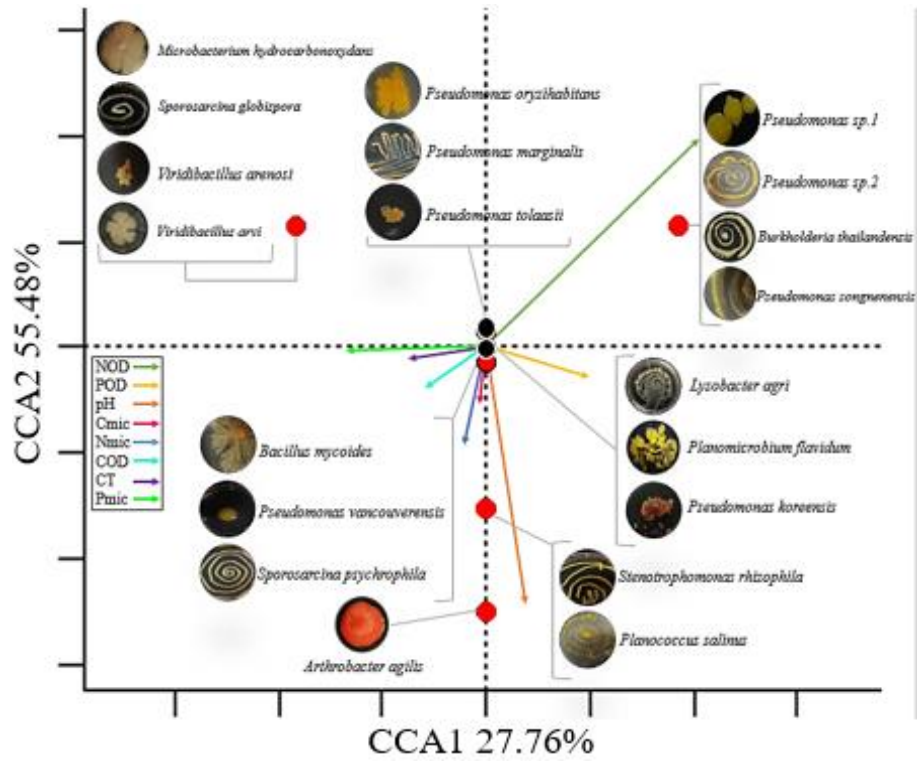 Microbacterium hydrocarbonoxydans
Sporosarcina globispora
Viridibacillus arenosi
Viridibacillus arvi
Pseudomonas oryzihabitans
Pseudomonas marginalis
Pseudomonas tolaasii
Pseudomonas sp.1
Pseudomonas sp.2
Burkholderia thailandensis
Pseudomonas songnenensis
CCA2 55.48%
NOD
POD
pH
Cmic
Nmic
COD
CT
Pmic
Lysobacter agri
Planomicrobium flavidum
Pseudomonas koreensis
Bacillus mycoides
Pseudomonas vancouverensis
Sporosarcina psychrophila
Arthrobacter agilis
Stenotrophomonas rhizophila
Planococcus salinus
CCA1 27.76%